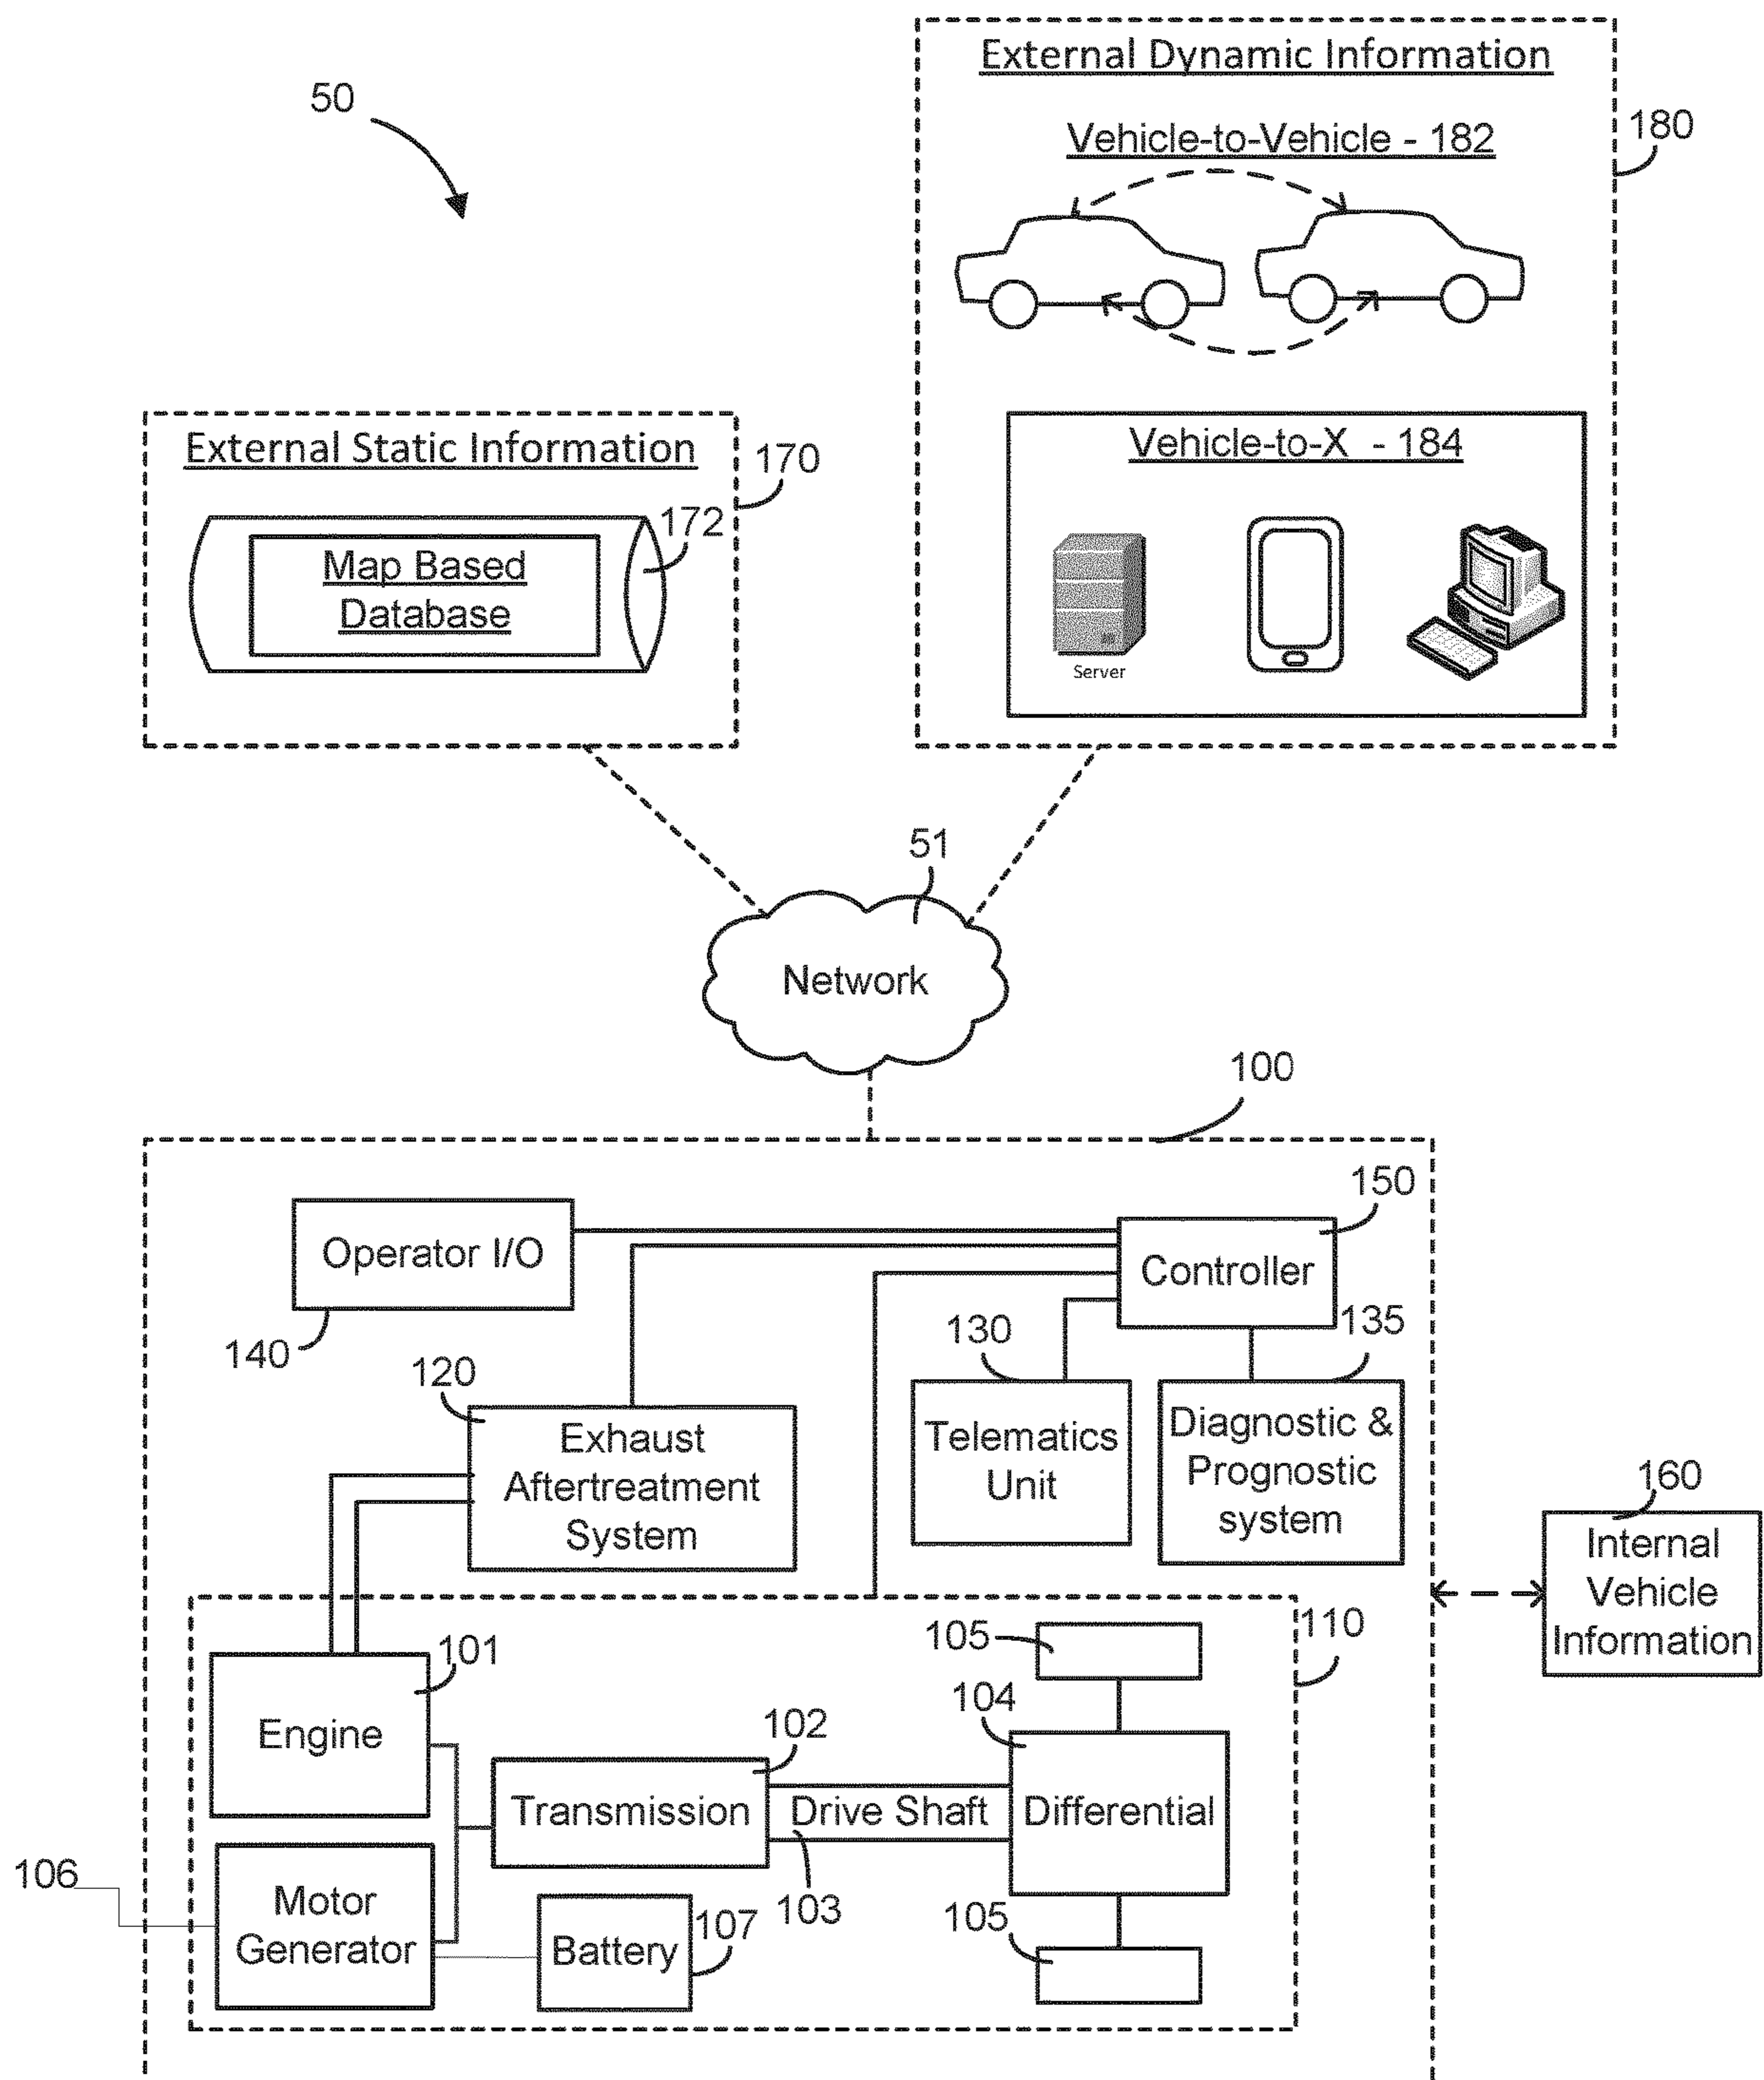 50
External Dynamic Information
180
Vehicle-to-Vehicle - 182
External Static Information
170
172
Map Based
Database
Vehicle-to-X - 184
Server
51
Network
100
150
Operator I/O
Controller
140
130
135
120
Exhaust
Aftertreatment
System
Telematics
Unit
Diagnostic &
Prognostic
system
160
Internal
Vehicle
Information
110
101
Engine
105
104
102
Transmission
Drive Shaft
Differential
103
106
Motor
Generator
Battery
107
105